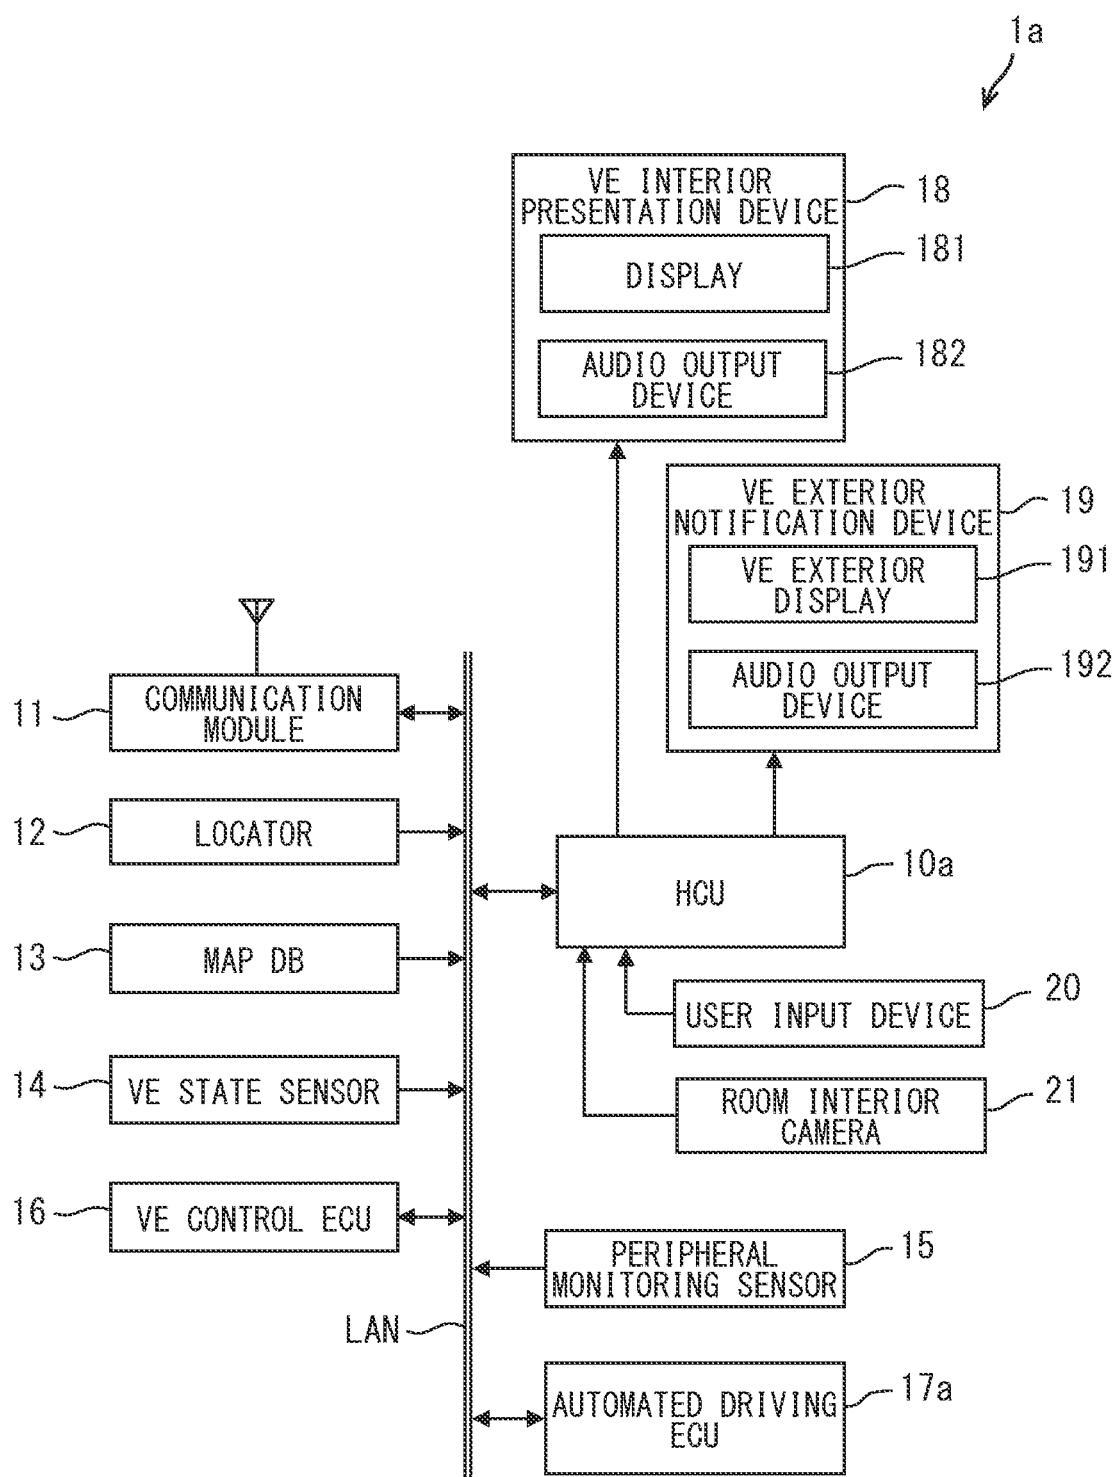 1a
VE INTERIOR
PRESENTATION DEVICE
18
DISPLAY
181
AUDIO OUTPUT
DEVICE
182
VE EXTERIOR
NOTIFICATION DEVICE
19
VE EXTERIOR
DISPLAY
191
AUDIO OUTPUT
DEVICE
192
11
COMMUNICATION
MODULE
12
LOCATOR
HCU
10a
13
MAP DB
USER INPUT DEVICE
20
14
VE STATE SENSOR
ROOM INTERIOR
CAMERA
21
16
VE CONTROL ECU
PERIPHERAL
MONITORING SENSOR
15
LAN
AUTOMATED DRIVING
ECU
17a